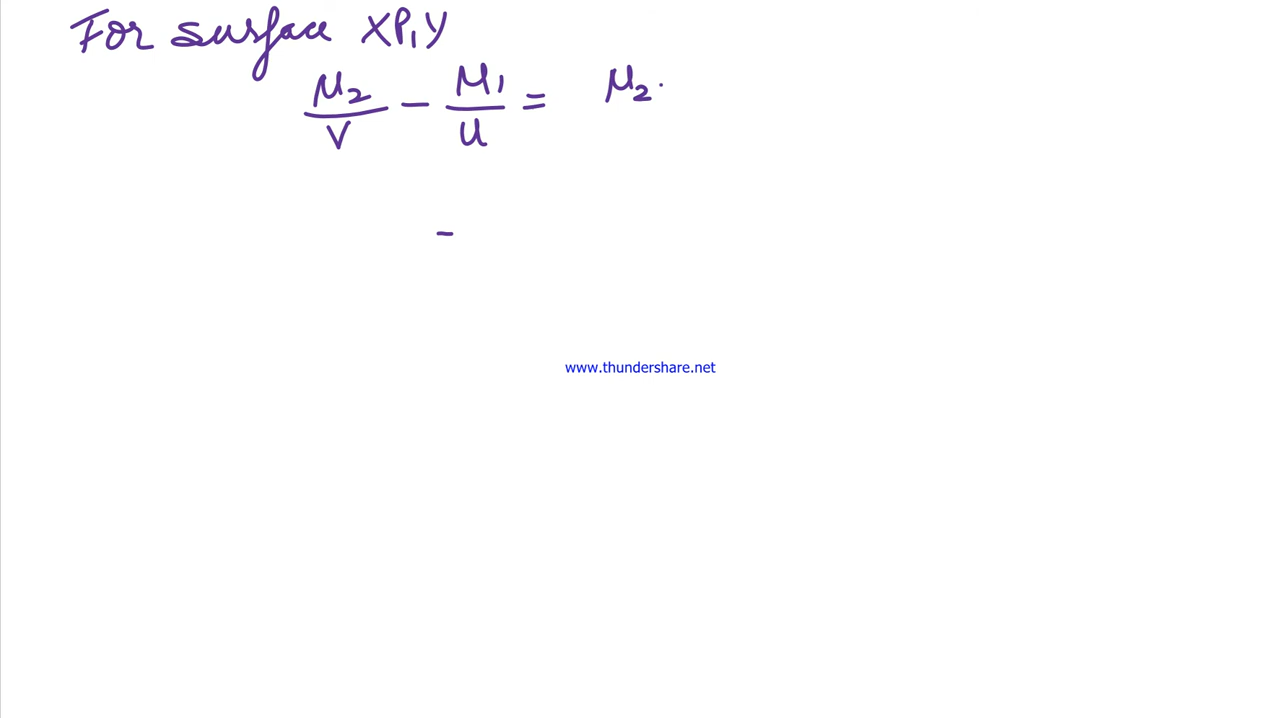 For surface XP₁Y
μ₂/V - μ₁/u = μ₂.
-
www.thundershare.net